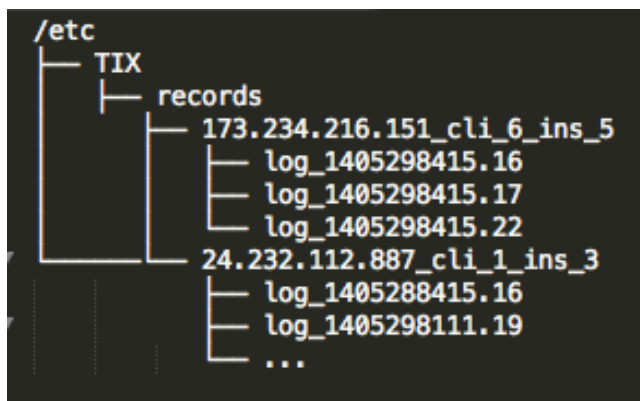 /etc
├── TIX
├── records
├── 173.234.216.151_cli_6_ins_5
├── log_1405298415.16
├── log_1405298415.17
└── log_1405298415.22
└── 24.232.112.887_cli_1_ins_3
├── log_1405288415.16
├── log_1405298111.19
└── ...